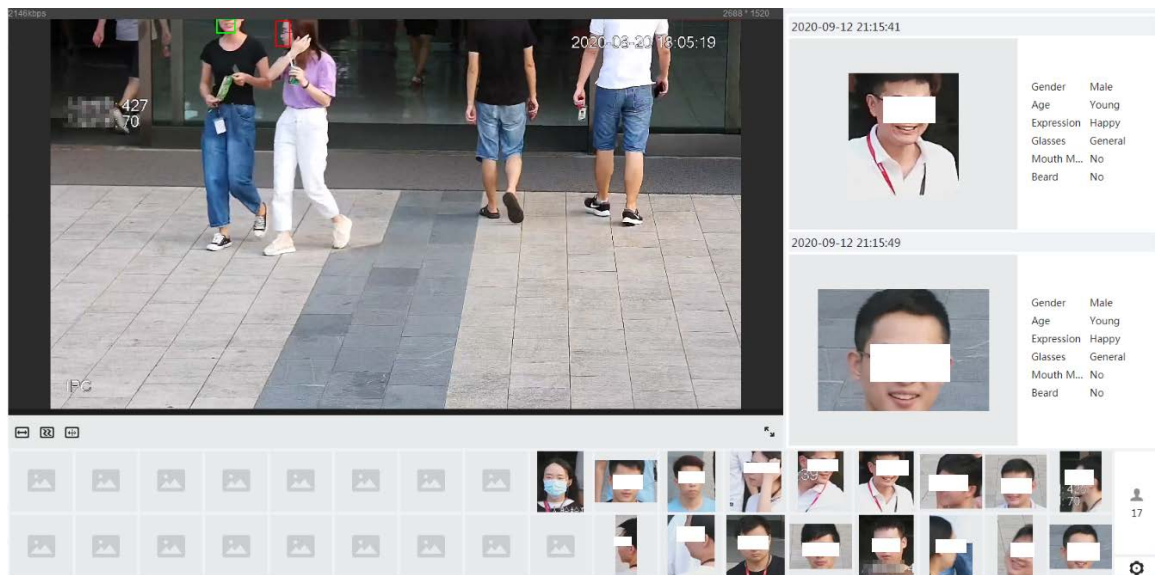 2146kbps
2688 * 1520
2020-08-20 18:05:19
427
70
IPC
2020-09-12 21:15:41
Gender Male
Age Young
Expression Happy
Glasses General
Mouth M... No
Beard No
2020-09-12 21:15:49
Gender Male
Age Young
Expression Happy
Glasses General
Mouth M... No
Beard No
17